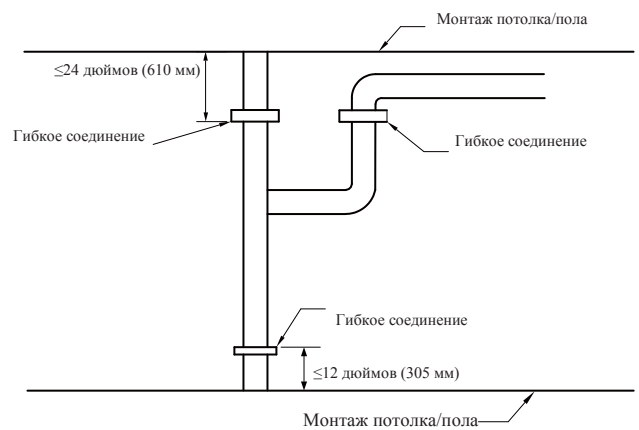 Монтаж потолка/пола
≤24 дюймов (610 мм)
Гибкое соединение
Гибкое соединение
Гибкое соединение
≤12 дюймов (305 мм)
Монтаж потолка/пола